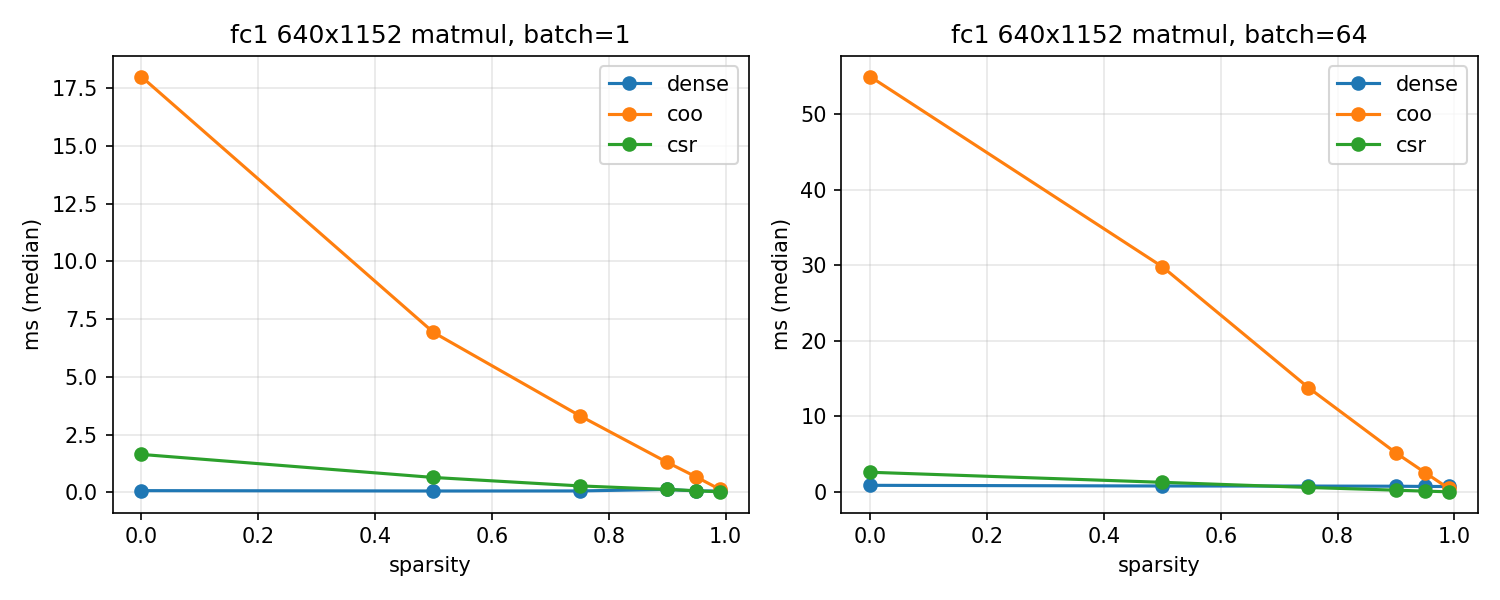 fc1 640x1152 matmul, batch=1
dense
coo
csr
17.5
15.0
12.5
10.0
7.5
5.0
2.5
0.0
ms (median)
0.0 0.2 0.4 0.6 0.8 1.0
sparsity
fc1 640x1152 matmul, batch=64
dense
coo
csr
50
40
30
20
10
0
ms (median)
0.0 0.2 0.4 0.6 0.8 1.0
sparsity